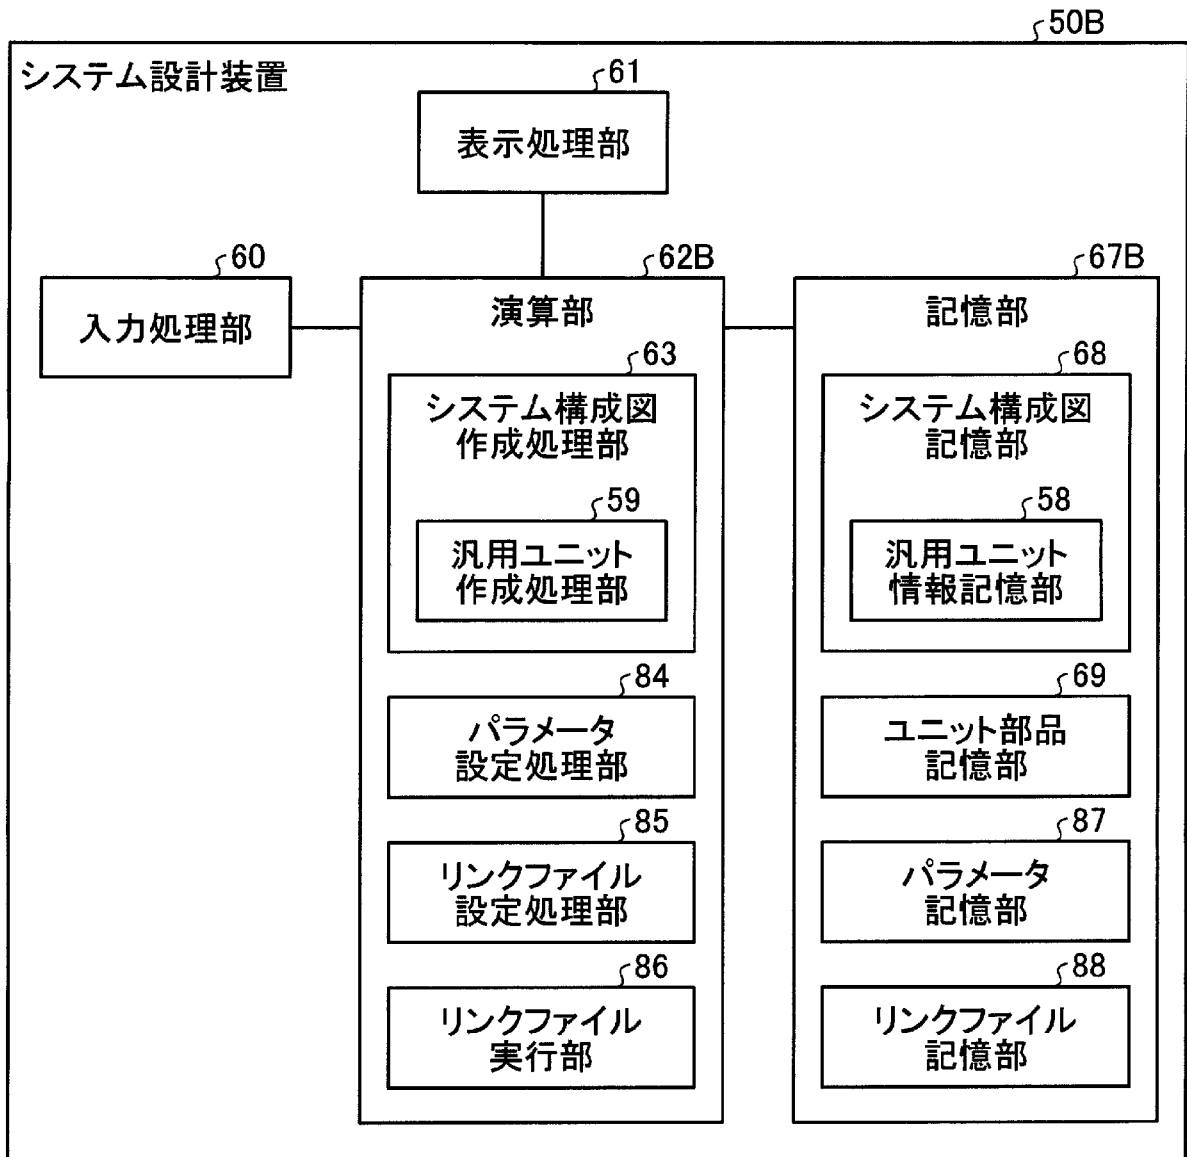 50B
システム設計装置
61
表示処理部
60
入力処理部
62B
演算部
63
システム構成図
作成処理部
59
汎用ユニット
作成処理部
84
パラメータ
設定処理部
85
リンクファイル
設定処理部
86
リンクファイル
実行部
67B
記憶部
68
システム構成図
記憶部
58
汎用ユニット
情報記憶部
69
ユニット部品
記憶部
87
パラメータ
記憶部
88
リンクファイル
記憶部